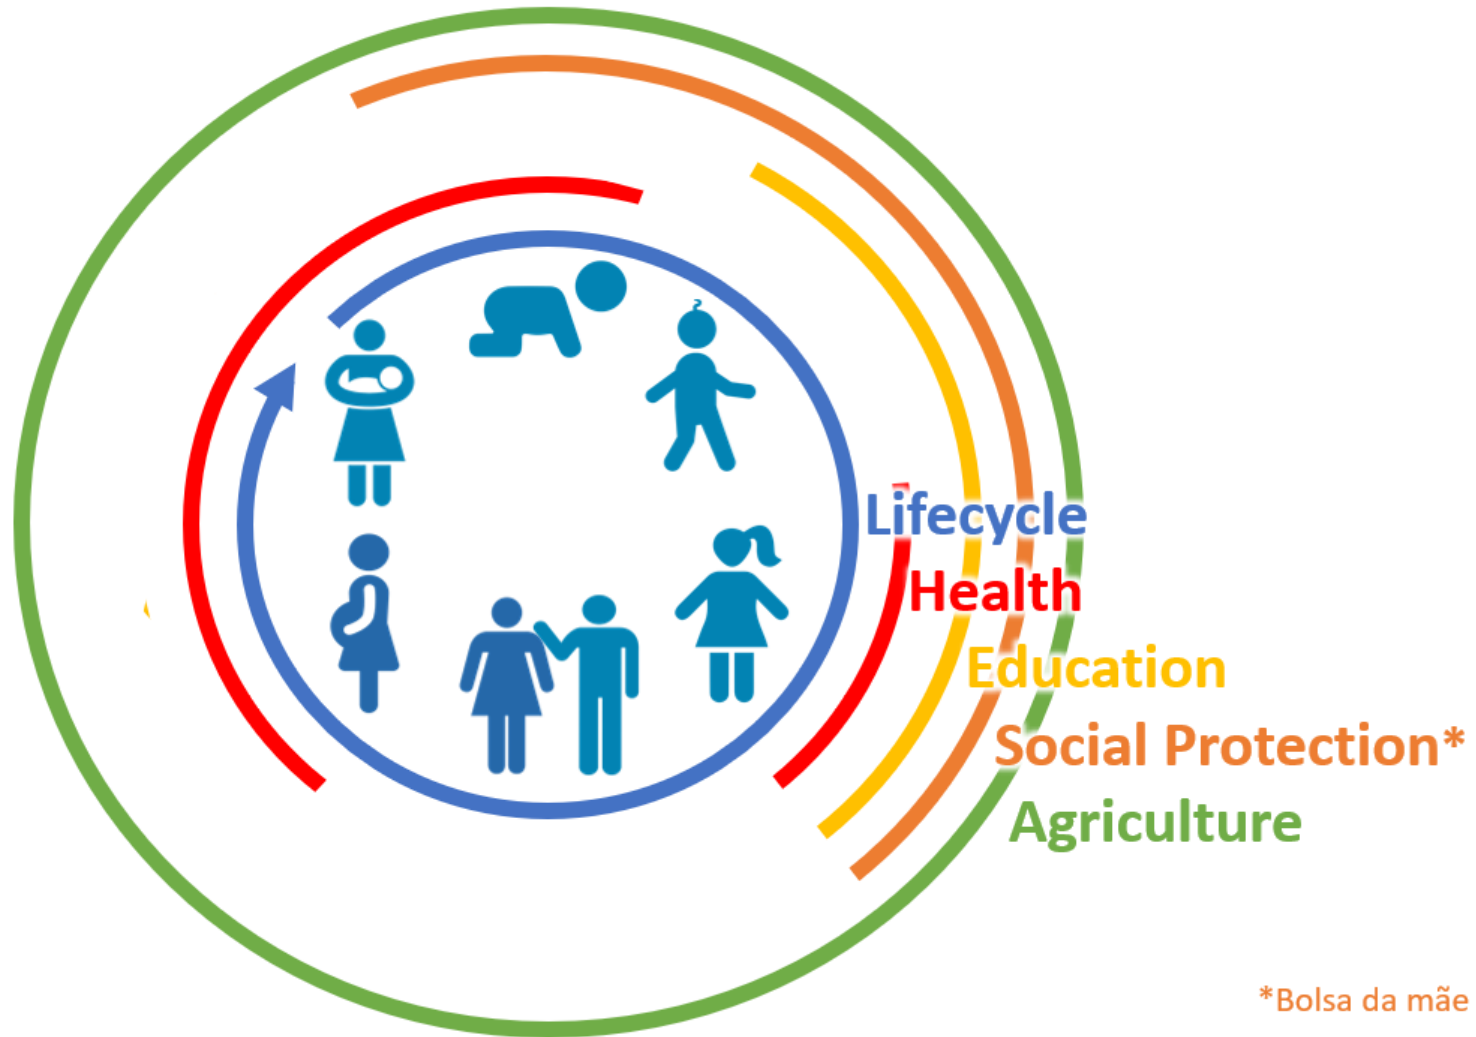 Lifecycle
Health
Education
Social Protection*
Agriculture
*Bolsa da mãe